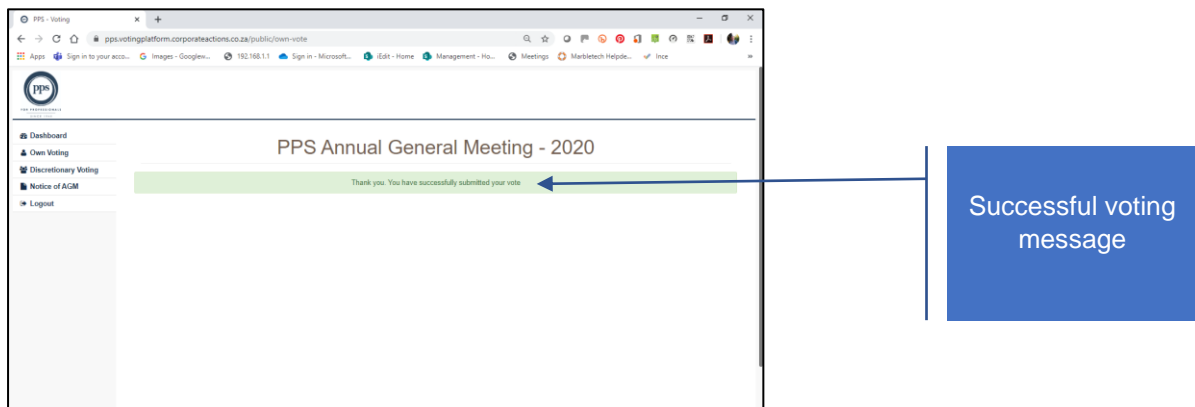 PPS - Voting
pps.votingplatform.corporateactions.co.za/public/own-vote
Apps Sign in to your acco... G Images - Googlew... 192.168.1.1 Sign in - Microsoft... iEdit - Home Management - Ho... Meetings Marbletech Helpde... Ince
pps
FOR PROFESSIONALS
Dashboard
Own Voting
Discretionary Voting
Notice of AGM
Logout
PPS Annual General Meeting - 2020
Thank you. You have successfully submitted your vote
Successful voting
message